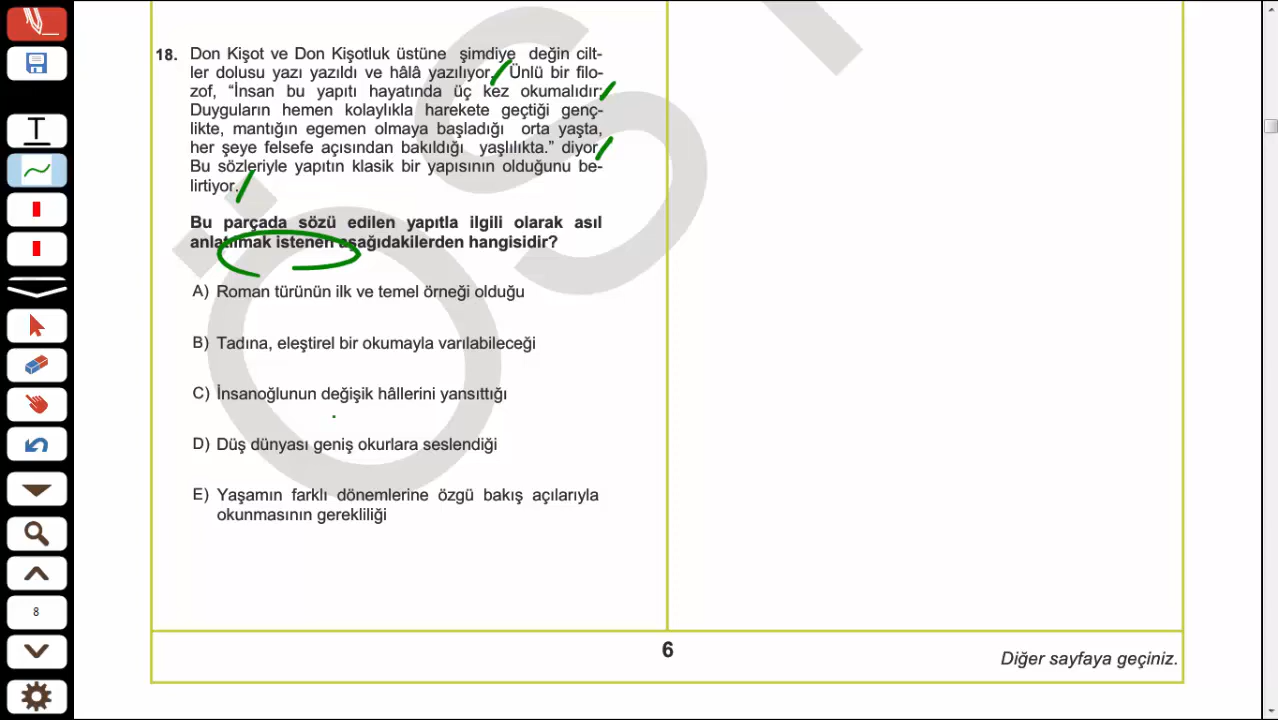 18. Don Kişot ve Don Kişotluk üstüne şimdiye değin cilt-
ler dolusu yazı yazıldı ve hâlâ yazılıyor. Ünlü bir filo-
zof, “İnsan bu yapıtı hayatında üç kez okumalıdır:
Duyguların hemen kolaylıkla harekete geçtiği genç-
likte, mantığın egemen olmaya başladığı orta yaşta,
her şeye felsefe açısından bakıldığı yaşlılıkta.” diyor.
Bu sözleriyle yapıtın klasik bir yapısının olduğunu be-
lirtiyor.
Bu parçada sözü edilen yapıtla ilgili olarak asıl
anlatılmak istenen aşağıdakilerden hangisidir?
A) Roman türünün ilk ve temel örneği olduğu
B) Tadına, eleştirel bir okumayla varılabileceği
C) İnsanoğlunun değişik hâllerini yansıttığı
D) Düş dünyası geniş okurlara seslendiği
E) Yaşamın farklı dönemlerine özgü bakış açılarıyla
okunmasının gerekliliği
8
6
Diğer sayfaya geçiniz.
T